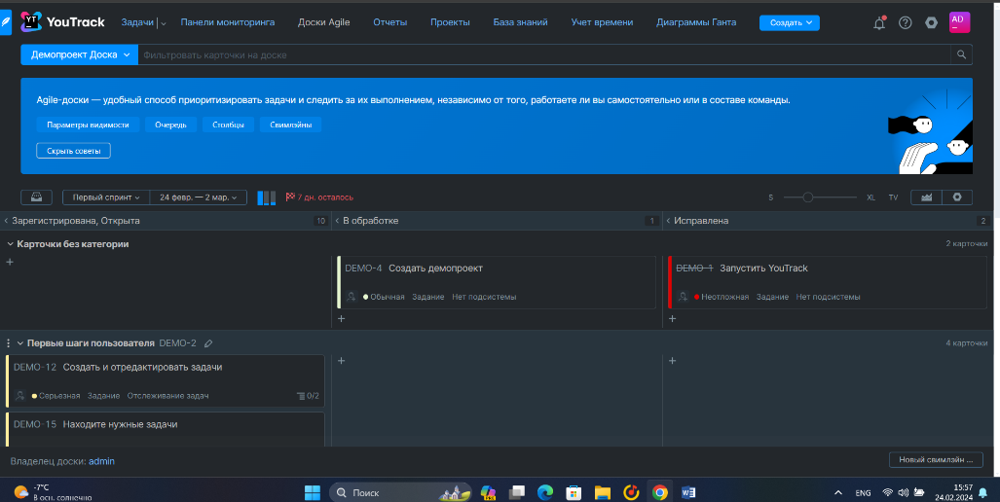 YT YouTrack Задачи Панели мониторинга Доски Agile Отчеты Проекты База знаний Учет времени Диаграммы Ганта Создать AD
Демопроект Доска Фильтровать карточки на доске
Agile-доски — удобный способ приоритизировать задачи и следить за их выполнением, независимо от того, работаете ли вы самостоятельно или в составе команды.
Параметры видимости Очередь Столбцы Свимлэйны
Скрыть советы
Первый спринт 24 февр. — 2 мар. 7 дн. осталось S XL TV
Зарегистрирована, Открыта 10 В обработке 1 Исправлена 2
Карточки без категории 2 карточки
DEMO-4 Создать демопроект DEMO-1 Запустить YouTrack
Обычная Задание Нет подсистемы Неотложная Задание Нет подсистемы
Первые шаги пользователя DEMO-2 4 карточки
DEMO-12 Создать и отредактировать задачи
Серьезная Задание Отслеживание задач 0/2
DEMO-15 Находите нужные задачи
Владелец доски: admin Новый свимлэйн ...
-7°C
В осн. солнечно
Поиск
ENG
15:57
24.02.2024